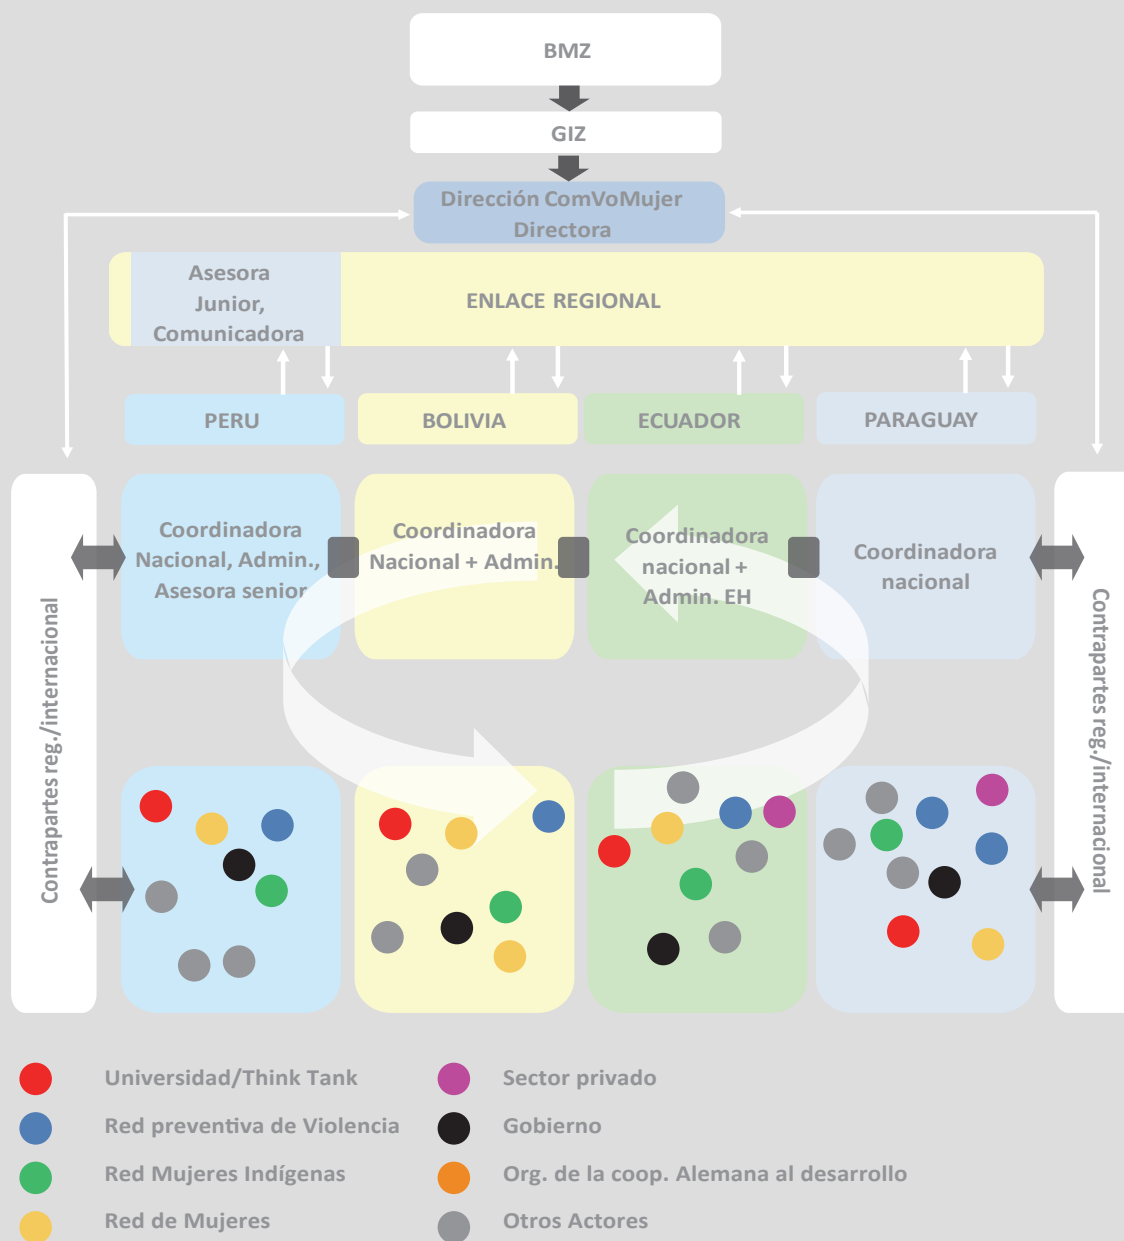 BMZ
GIZ
Dirección ComVoMujer
Directora
Asesora
Junior,
Comunicadora
ENLACE REGIONAL
PERU
BOLIVIA
ECUADOR
PARAGUAY
Coordinadora
Nacional, Admin.,
Asesora senior
Coordinadora
Nacional + Admin.
Coordinadora
nacional +
Admin. EH
Coordinadora
nacional
Contrapartes reg./internacional
Contrapartes reg./internacional
Universidad/Think Tank
Red preventiva de Violencia
Red Mujeres Indígenas
Red de Mujeres
Sector privado
Gobierno
Org. de la coop. Alemana al desarrollo
Otros Actores